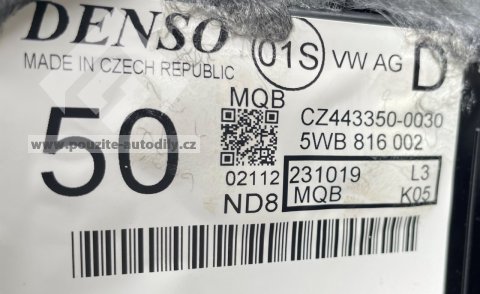 DENSO 01S VW AG D
MADE IN CZECH REPUBLIC
MQB CZ443350-0030
50 5WB 816 002
www.pouzite-autodily.cz
02112 231019 L3
ND8 MQB K05